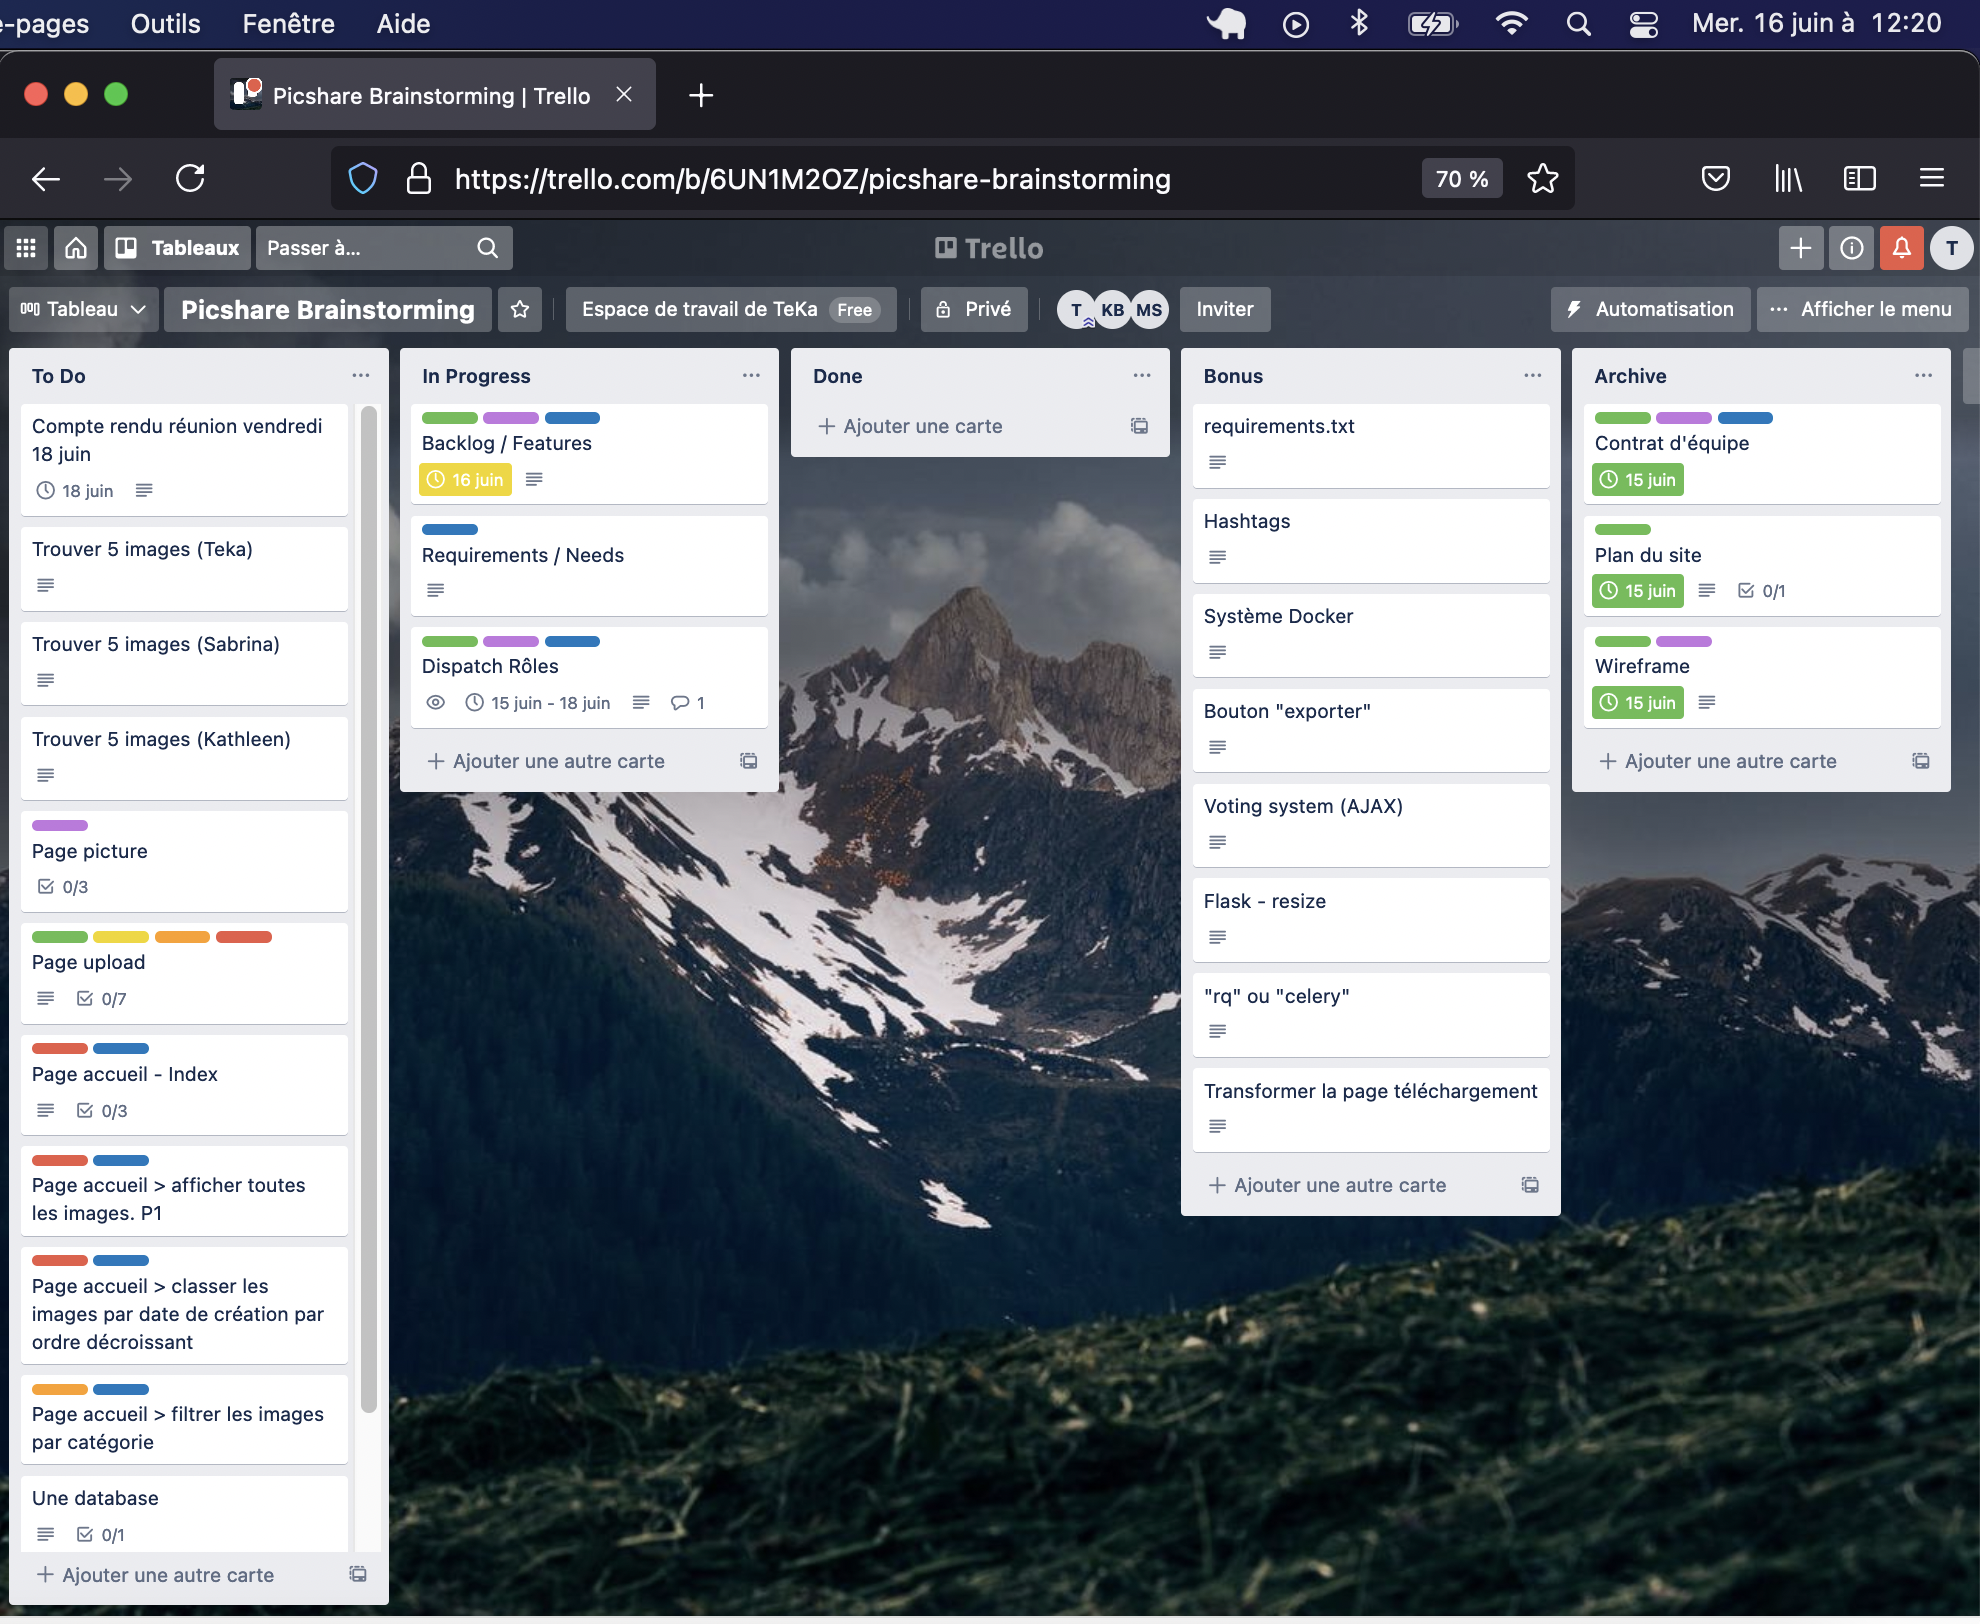 e-pages Outils Fenêtre Aide Mer. 16 juin à 12:20
Picshare Brainstorming | Trello
https://trello.com/b/6UN1M2OZ/picshare-brainstorming 70 %
Tableaux Passer à... Trello T
Tableau Picshare Brainstorming Espace de travail de TeKa Free Privé T KB MS Inviter Automatisation Afficher le menu
To Do
Compte rendu réunion vendredi
18 juin
18 juin
Trouver 5 images (Teka)
Trouver 5 images (Sabrina)
Trouver 5 images (Kathleen)
Page picture
0/3
Page upload
0/7
Page accueil - Index
0/3
Page accueil > afficher toutes
les images. P1
Page accueil > classer les
images par date de création par
ordre décroissant
Page accueil > filtrer les images
par catégorie
Une database
0/1
+ Ajouter une autre carte
In Progress
Backlog / Features
16 juin
Requirements / Needs
Dispatch Rôles
15 juin - 18 juin 1
+ Ajouter une autre carte
Done
+ Ajouter une carte
Bonus
requirements.txt
Hashtags
Système Docker
Bouton "exporter"
Voting system (AJAX)
Flask - resize
"rq" ou "celery"
Transformer la page téléchargement
+ Ajouter une autre carte
Archive
Contrat d'équipe
15 juin
Plan du site
15 juin 0/1
Wireframe
15 juin
+ Ajouter une autre carte